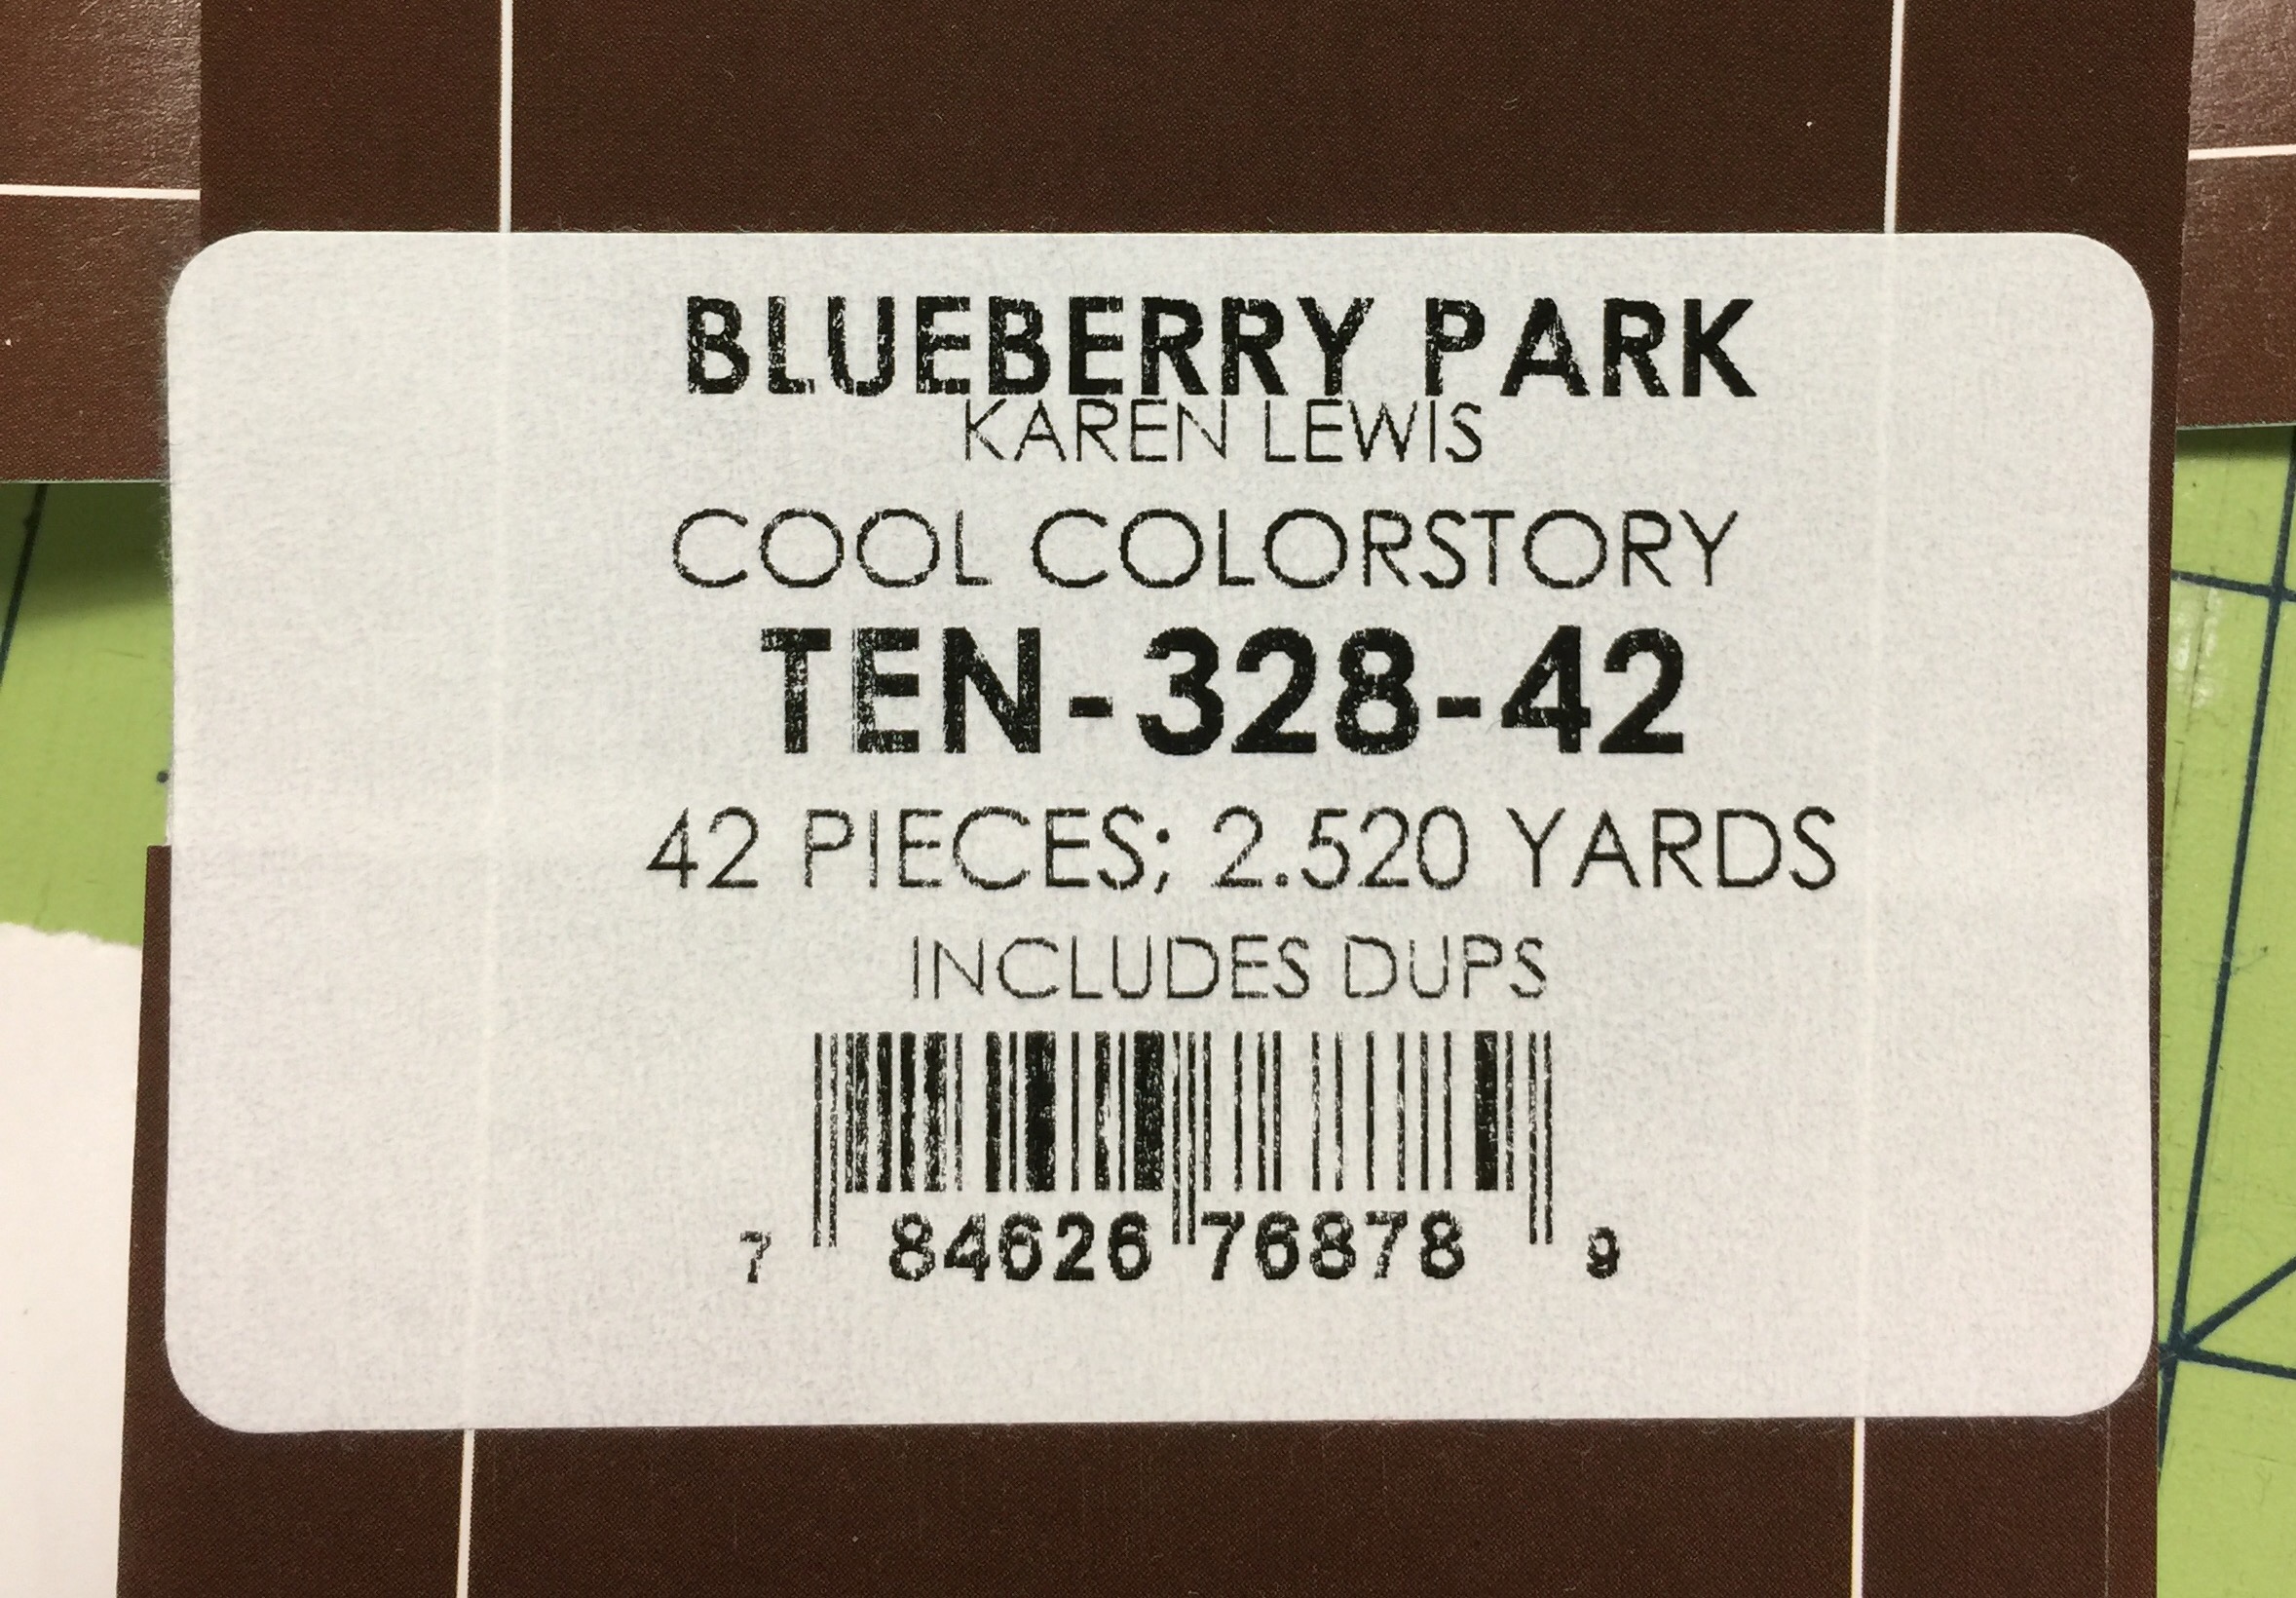 BLUEBERRY PARK
KAREN LEWIS
COOL COLORSTORY
TEN-328-42
42 PIECES; 2.520 YARDS
INCLUDES DUPS
7 84626 76878 9